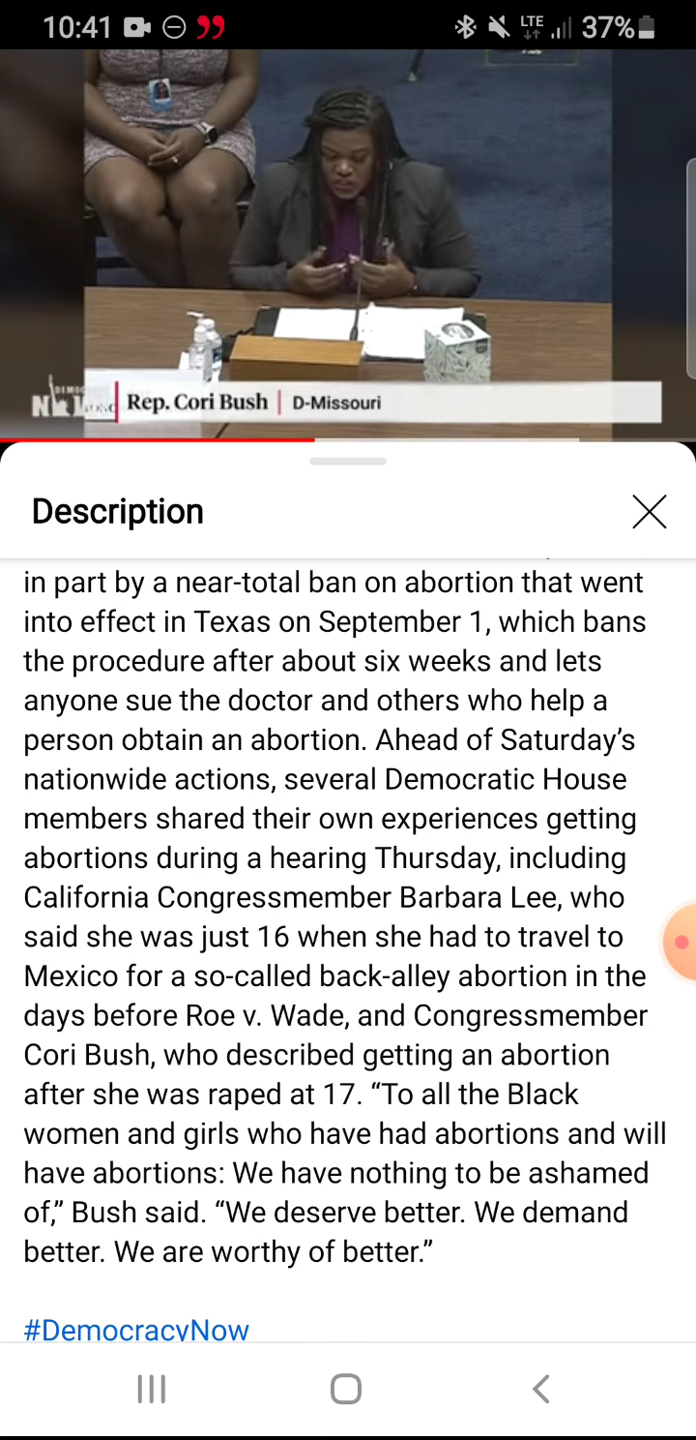 10:41
LTE
37%
Rep. Cori Bush | D-Missouri
Description
in part by a near-total ban on abortion that went
into effect in Texas on September 1, which bans
the procedure after about six weeks and lets
anyone sue the doctor and others who help a
person obtain an abortion. Ahead of Saturday’s
nationwide actions, several Democratic House
members shared their own experiences getting
abortions during a hearing Thursday, including
California Congressmember Barbara Lee, who
said she was just 16 when she had to travel to
Mexico for a so-called back-alley abortion in the
days before Roe v. Wade, and Congressmember
Cori Bush, who described getting an abortion
after she was raped at 17. “To all the Black
women and girls who have had abortions and will
have abortions: We have nothing to be ashamed
of,” Bush said. “We deserve better. We demand
better. We are worthy of better.”
#DemocracyNow